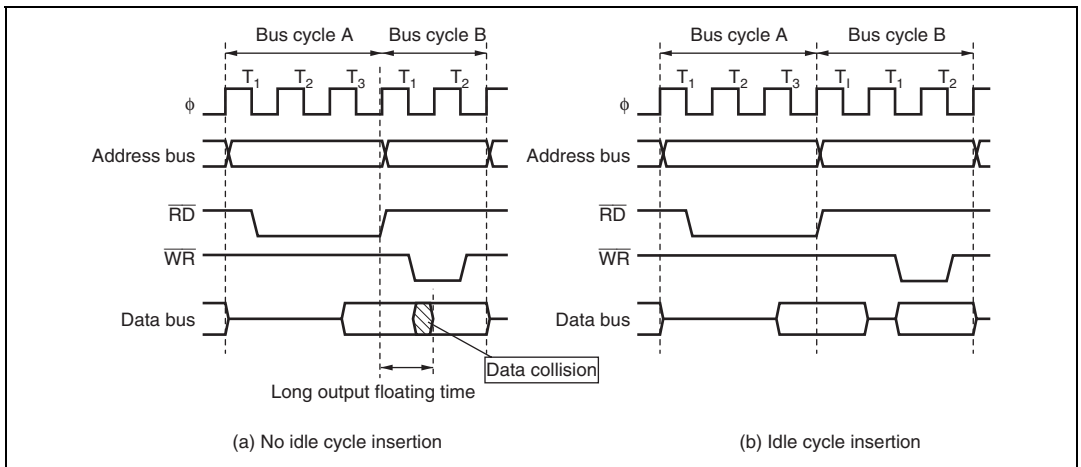 Bus cycle A
Bus cycle B
T1 T2 T3 T1 T2
φ
Address bus
RD
WR
Data bus
Data collision
Long output floating time
(a) No idle cycle insertion
Bus cycle A
Bus cycle B
T1 T2 T3 TI T1 T2
φ
Address bus
RD
WR
Data bus
(b) Idle cycle insertion